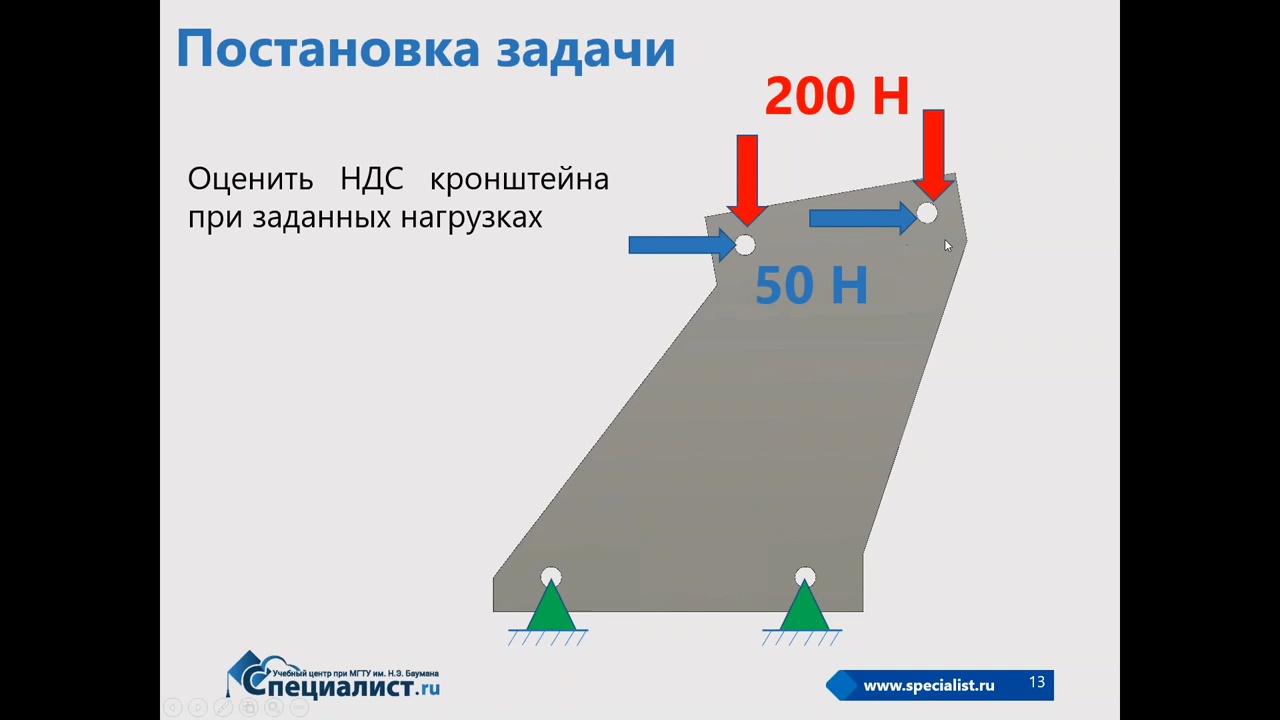 Постановка задачи
200 Н
Оценить НДС кронштейна
при заданных нагрузках
50 Н
Учебный центр при МГТУ им. Н.Э. Баумана
Специалист.ru
www.specialist.ru
13